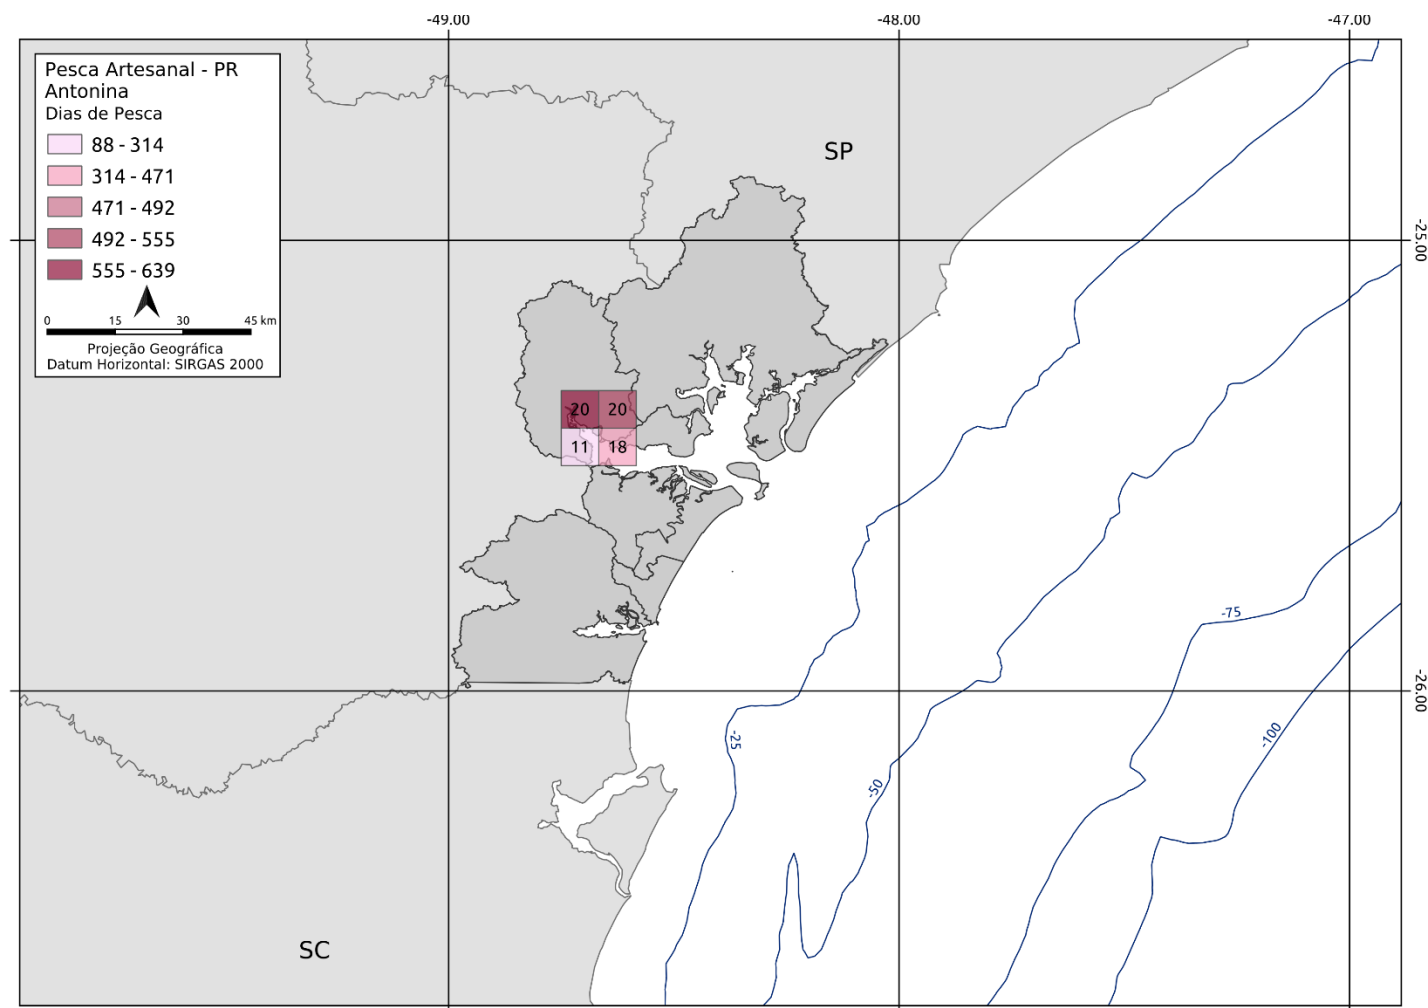 -49.00
-48.00
-47.00
Pesca Artesanal - PR
Antonina
Dias de Pesca
88 - 314
314 - 471
471 - 492
492 - 555
555 - 639
0 15 30 45 km
Projeção Geográfica
Datum Horizontal: SIRGAS 2000
SP
-25.00
20 20
11 18
-75
-26.00
-25
-100
-50
SC